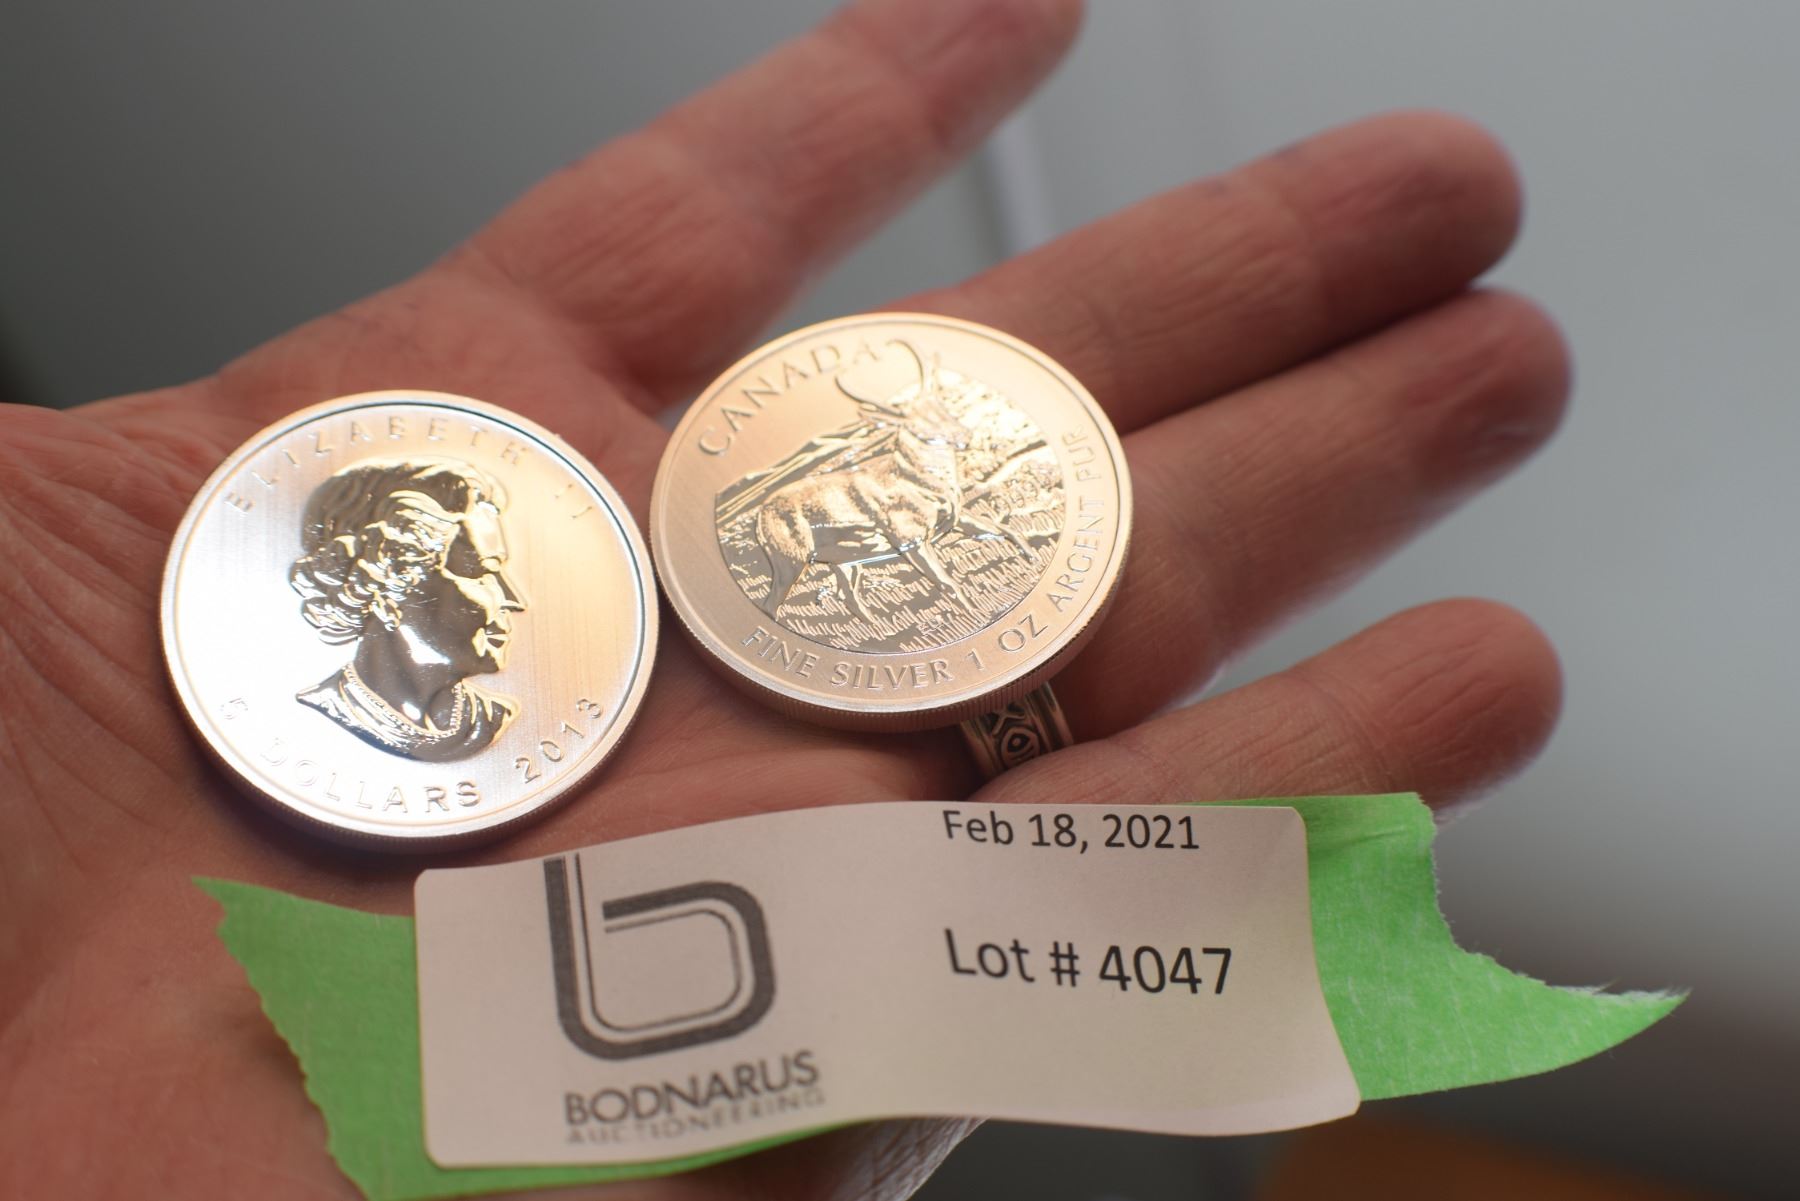 ELIZABETH II
5 DOLLARS 2013
CANADA
FINE SILVER 1 OZ ARGENT PUR
Feb 18, 2021
Lot # 4047
BODNARUS
AUCTIONEERING